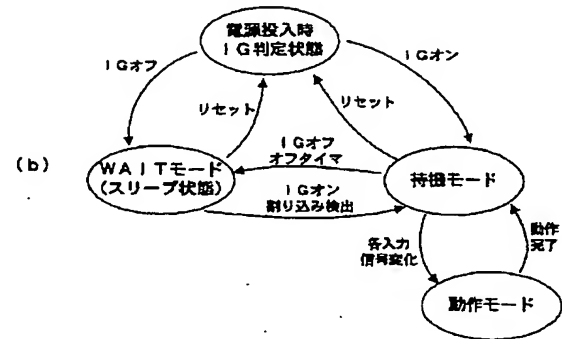 電源投入時
IG判定状態
IGオフ
IGオン
リセット
リセット
(b)
WAITモード
(スリープ状態)
IGオフ
オフタイマ
IGオン
割り込み検出
待機モード
各入力
信号変化
動作
完了
動作モード